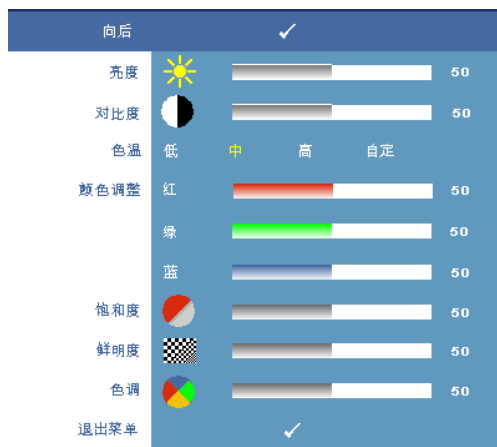 向后
亮度 50
对比度 50
色温 低 中 高 自定
颜色调整 红 50
绿 50
蓝 50
饱和度 50
鲜明度 50
色调 50
退出菜单